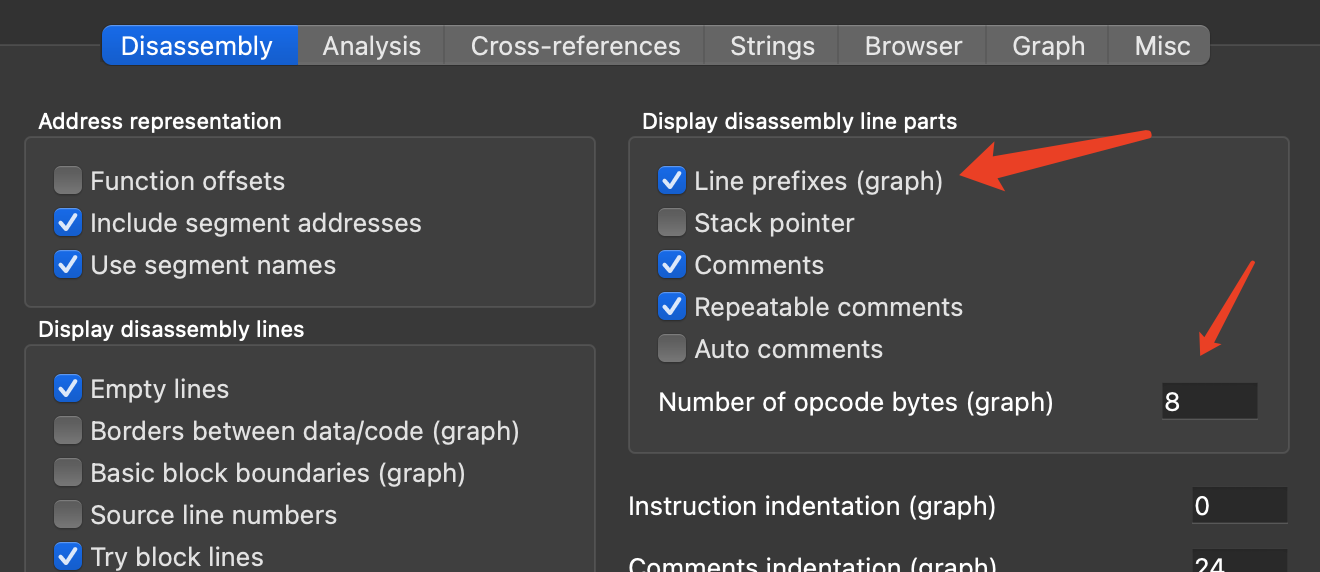 Disassembly Analysis Cross-references Strings Browser Graph Misc
Address representation
Function offsets
Include segment addresses
Use segment names
Display disassembly lines
Empty lines
Borders between data/code (graph)
Basic block boundaries (graph)
Source line numbers
Try block lines
Display disassembly line parts
Line prefixes (graph)
Stack pointer
Comments
Repeatable comments
Auto comments
Number of opcode bytes (graph) 8
Instruction indentation (graph) 0
Comments indentation (graph) 24